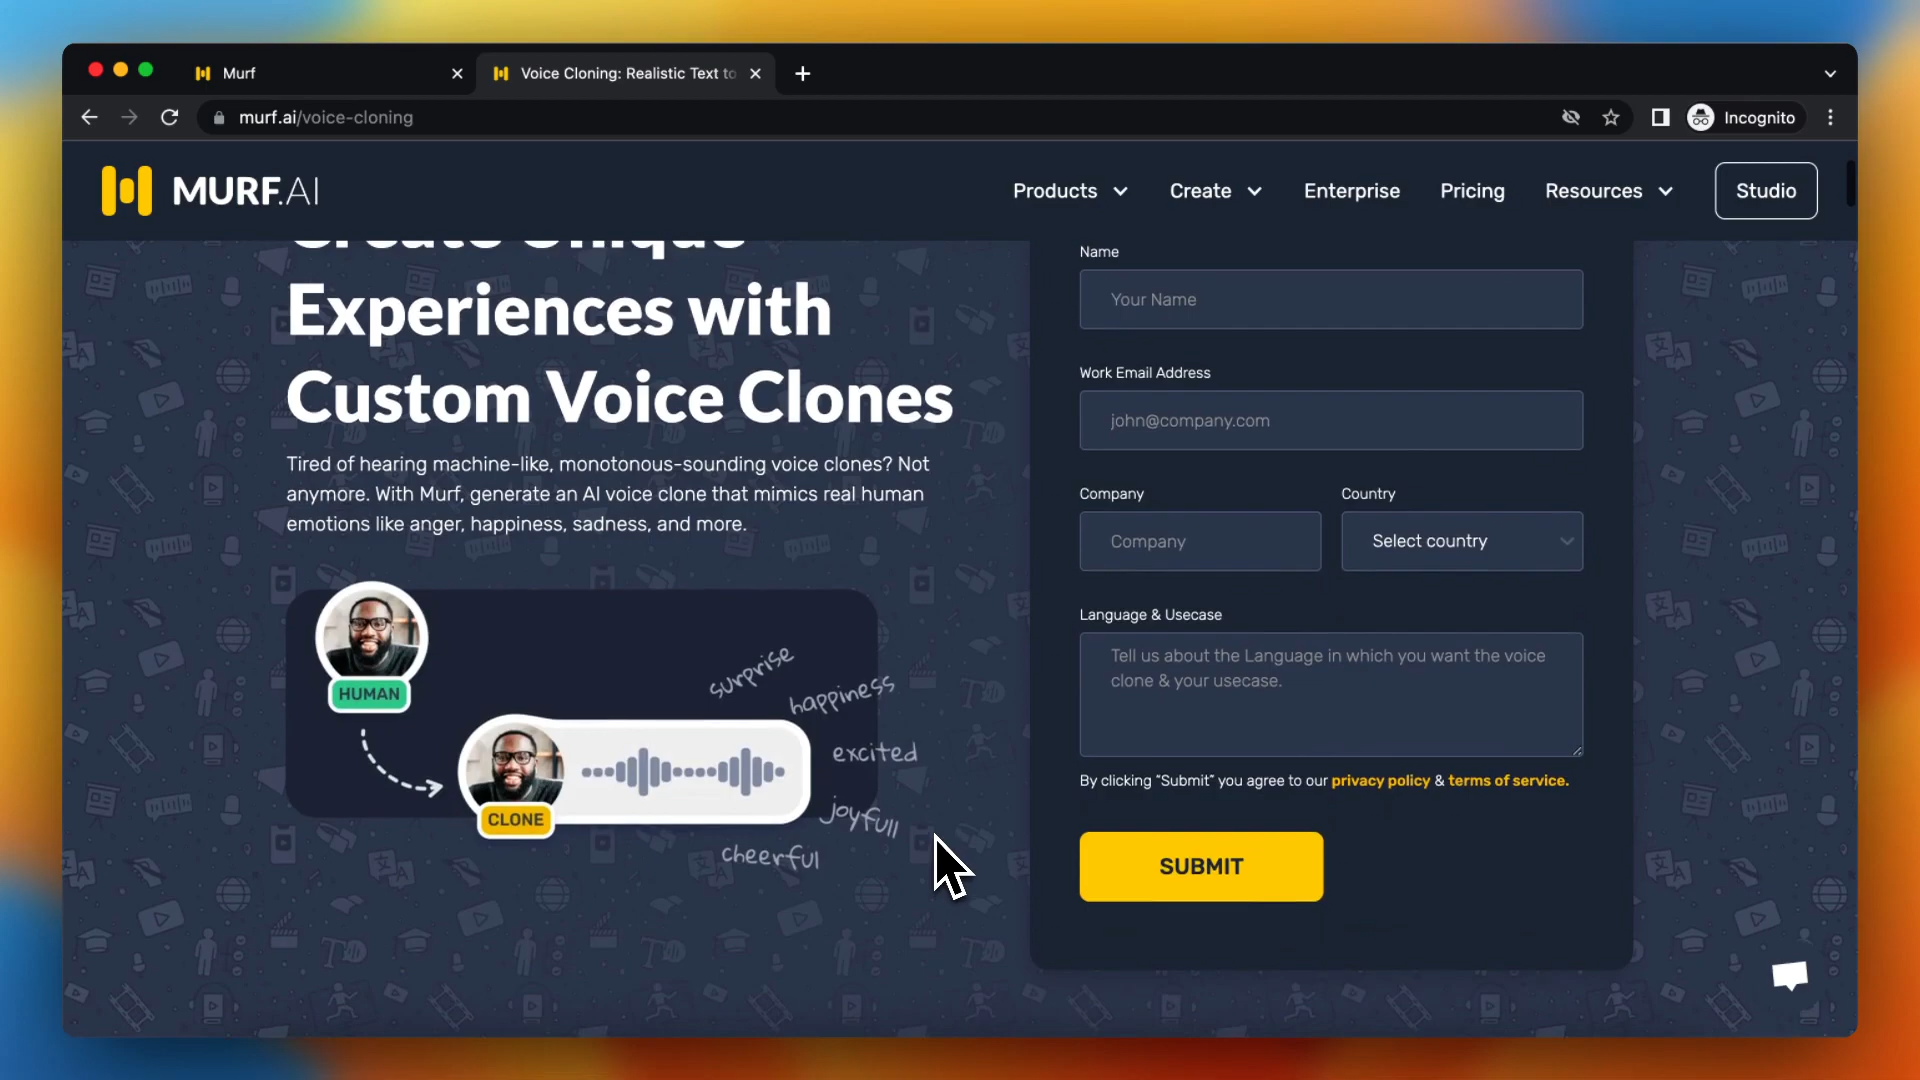 Murf
Voice Cloning: Realistic Text to
murf.ai/voice-cloning
Incognito
MURF.AI
Products
Create
Enterprise
Pricing
Resources
Studio
Create Unique
Experiences with
Custom Voice Clones
Tired of hearing machine-like, monotonous-sounding voice clones? Not
anymore. With Murf, generate an AI voice clone that mimics real human
emotions like anger, happiness, sadness, and more.
HUMAN
CLONE
surprise
happiness
excited
joyfull
cheerful
Name
Your Name
Work Email Address
john@company.com
Company
Country
Company
Select country
Language & Usecase
Tell us about the Language in which you want the voice
clone & your usecase.
By clicking “Submit” you agree to our privacy policy & terms of service.
SUBMIT